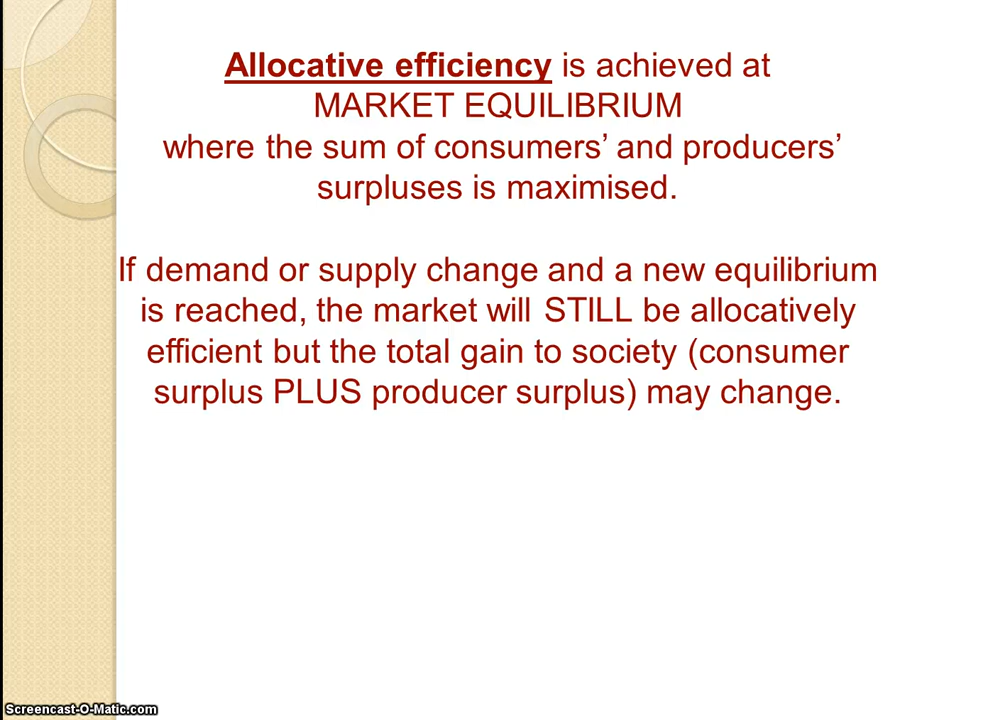 Allocative efficiency is achieved at
MARKET EQUILIBRIUM
where the sum of consumers’ and producers’
surpluses is maximised.
If demand or supply change and a new equilibrium
is reached, the market will STILL be allocatively
efficient but the total gain to society (consumer
surplus PLUS producer surplus) may change.
Screencast-O-Matic.com